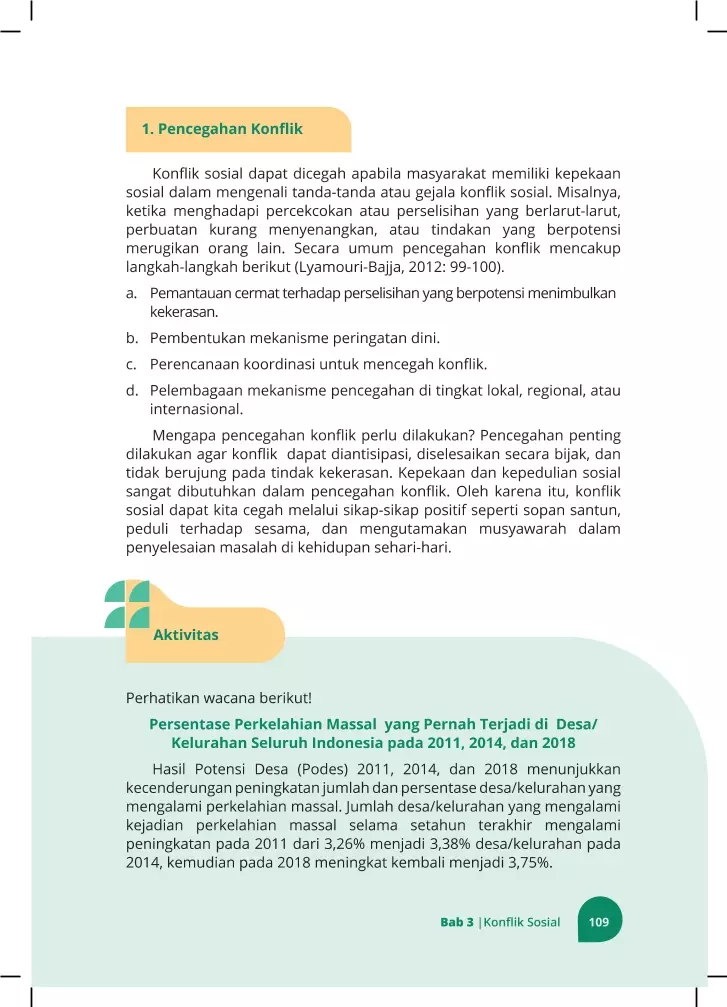 1. Pencegahan Konflik
Konflik sosial dapat dicegah apabila masyarakat memiliki kepekaan
sosial dalam mengenali tanda-tanda atau gejala konflik sosial. Misalnya,
ketika menghadapi percekcokan atau perselisihan yang berlarut-larut,
perbuatan kurang menyenangkan, atau tindakan yang berpotensi
merugikan orang lain. Secara umum pencegahan konflik mencakup
langkah-langkah berikut (Lyamouri-Bajja, 2012: 99-100).
a. Pemantauan cermat terhadap perselisihan yang berpotensi menimbulkan
kekerasan.
b. Pembentukan mekanisme peringatan dini.
c. Perencanaan koordinasi untuk mencegah konflik.
d. Pelembagaan mekanisme pencegahan di tingkat lokal, regional, atau
internasional.
Mengapa pencegahan konflik perlu dilakukan? Pencegahan penting
dilakukan agar konflik dapat diantisipasi, diselesaikan secara bijak, dan
tidak berujung pada tindak kekerasan. Kepekaan dan kepedulian sosial
sangat dibutuhkan dalam pencegahan konflik. Oleh karena itu, konflik
sosial dapat kita cegah melalui sikap-sikap positif seperti sopan santun,
peduli terhadap sesama, dan mengutamakan musyawarah dalam
penyelesaian masalah di kehidupan sehari-hari.
Aktivitas
Perhatikan wacana berikut!
Persentase Perkelahian Massal yang Pernah Terjadi di Desa/
Kelurahan Seluruh Indonesia pada 2011, 2014, dan 2018
Hasil Potensi Desa (Podes) 2011, 2014, dan 2018 menunjukkan
kecenderungan peningkatan jumlah dan persentase desa/kelurahan yang
mengalami perkelahian massal. Jumlah desa/kelurahan yang mengalami
kejadian perkelahian massal selama setahun terakhir mengalami
peningkatan pada 2011 dari 3,26% menjadi 3,38% desa/kelurahan pada
2014, kemudian pada 2018 meningkat kembali menjadi 3,75%.
Bab 3 |Konflik Sosial 109